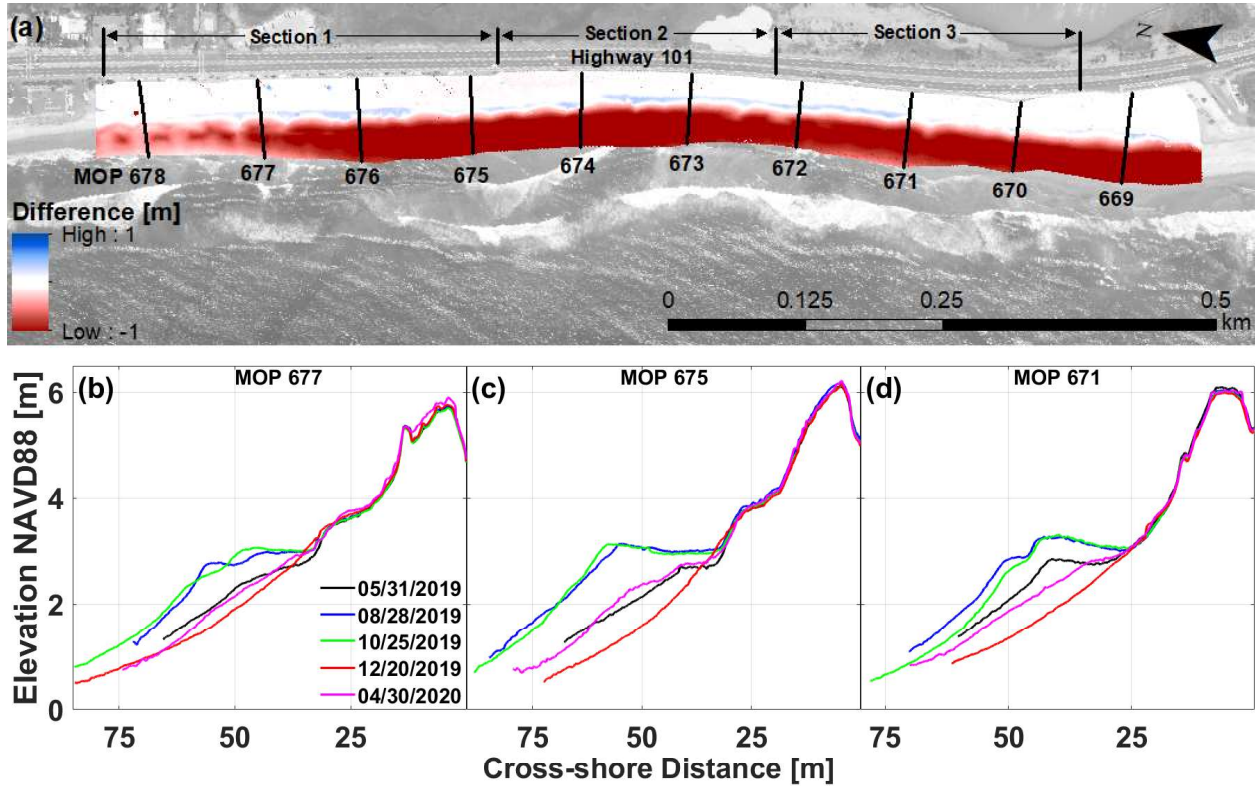 (a)
Section 1
Section 2
Section 3
Highway 101
N
MOP 678
677
676
675
674
673
672
671
670
669
Difference [m]
High : 1
Low : -1
0
0.125
0.25
0.5
km
(b)
MOP 677
(c)
MOP 675
(d)
MOP 671
Elevation NAVD88 [m]
6
4
2
0
05/31/2019
08/28/2019
10/25/2019
12/20/2019
04/30/2020
75
50
25
75
50
25
75
50
25
Cross-shore Distance [m]